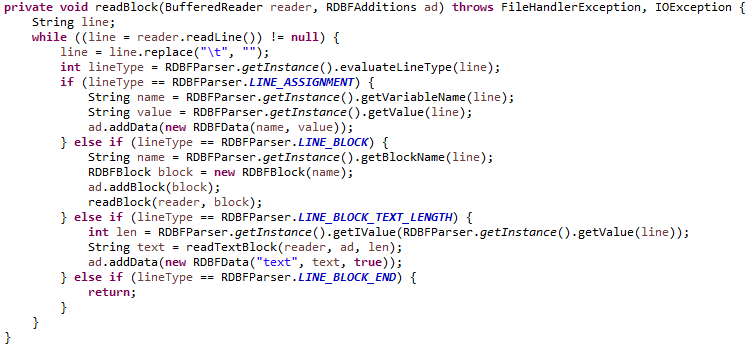 private void readBlock(BufferedReader reader, RDBFAdditions ad) throws FileHandlerException, IOException {
    String line;
    while ((line = reader.readLine()) != null) {
        line = line.replace("\t", "");
        int lineType = RDBFParser.getInstance().evaluateLineType(line);
        if (lineType == RDBFParser.LINE_ASSIGNMENT) {
            String name = RDBFParser.getInstance().getVariableName(line);
            String value = RDBFParser.getInstance().getValue(line);
            ad.addData(new RDBFData(name, value));
        } else if (lineType == RDBFParser.LINE_BLOCK) {
            String name = RDBFParser.getInstance().getBlockName(line);
            RDBFBlock block = new RDBFBlock(name);
            ad.addBlock(block);
            readBlock(reader, block);
        } else if (lineType == RDBFParser.LINE_BLOCK_TEXT_LENGTH) {
            int len = RDBFParser.getInstance().getIValue(RDBFParser.getInstance().getValue(line));
            String text = readTextBlock(reader, ad, len);
            ad.addData(new RDBFData("text", text, true));
        } else if (lineType == RDBFParser.LINE_BLOCK_END) {
            return;
        }
    }
}